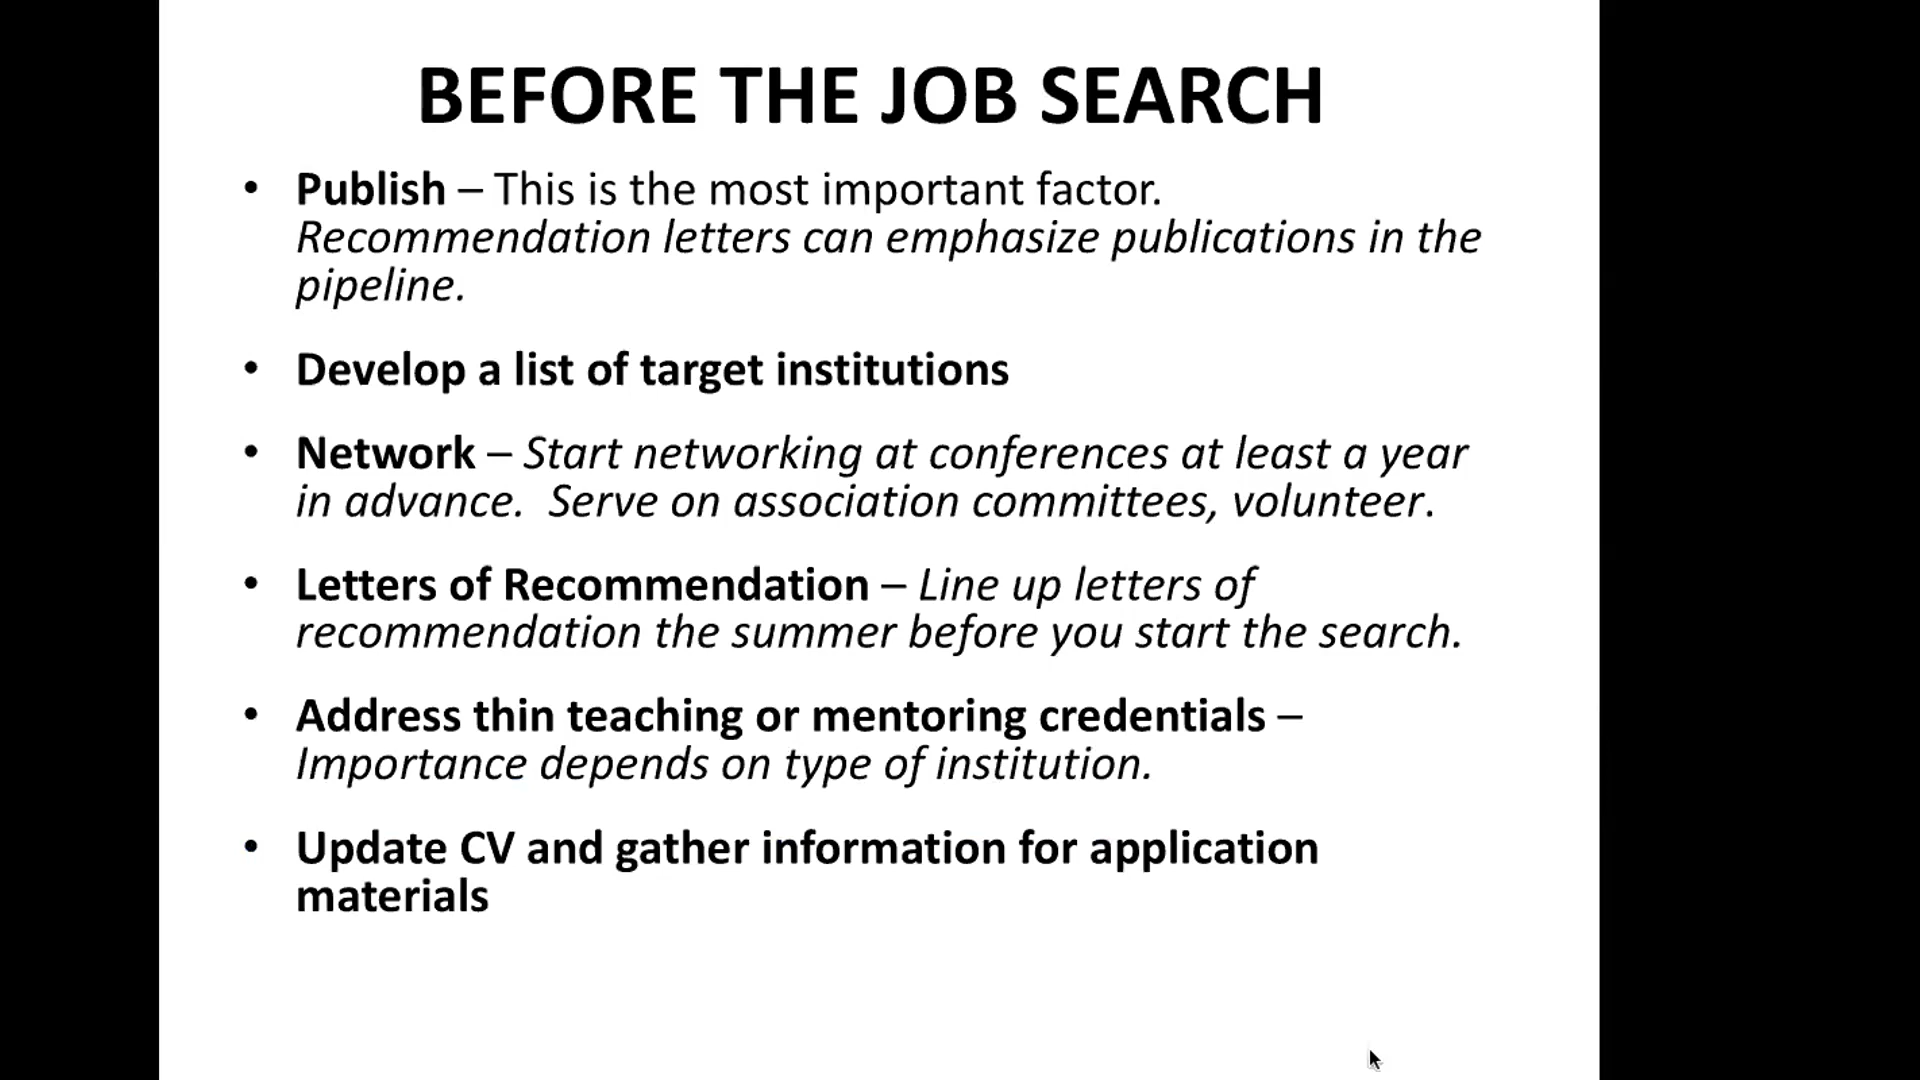 BEFORE THE JOB SEARCH
• Publish – This is the most important factor.
Recommendation letters can emphasize publications in the
pipeline.
• Develop a list of target institutions
• Network – Start networking at conferences at least a year
in advance.  Serve on association committees, volunteer.
• Letters of Recommendation – Line up letters of
recommendation the summer before you start the search.
• Address thin teaching or mentoring credentials –
Importance depends on type of institution.
• Update CV and gather information for application
materials